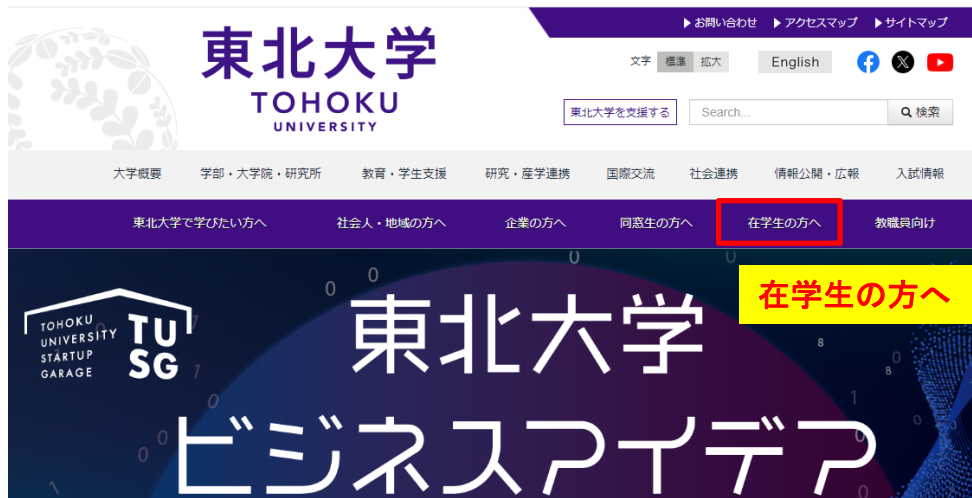 ▶お問い合わせ ▶アクセスマップ ▶サイトマップ
東北大学
TOHOKU
UNIVERSITY
文字 標準 拡大 English
東北大学を支援する Search... 検索
大学概要 学部・大学院・研究所 教育・学生支援 研究・産学連携 国際交流 社会連携 情報公開・広報 入試情報
東北大学で学びたい方へ 社会人・地域の方へ 企業の方へ 同窓生の方へ 在学生の方へ 教職員向け
在学生の方へ
TOHOKU
UNIVERSITY
STARTUP
GARAGE
TU
SG
東北大学
ビジネスアイデア